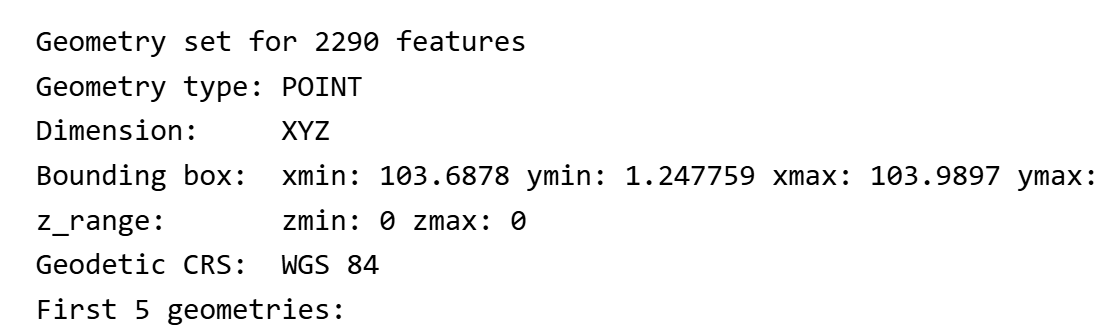 Geometry set for 2290 features
Geometry type: POINT
Dimension:     XYZ
Bounding box:  xmin: 103.6878 ymin: 1.247759 xmax: 103.9897 ymax:
z_range:       zmin: 0 zmax: 0
Geodetic CRS:  WGS 84
First 5 geometries: